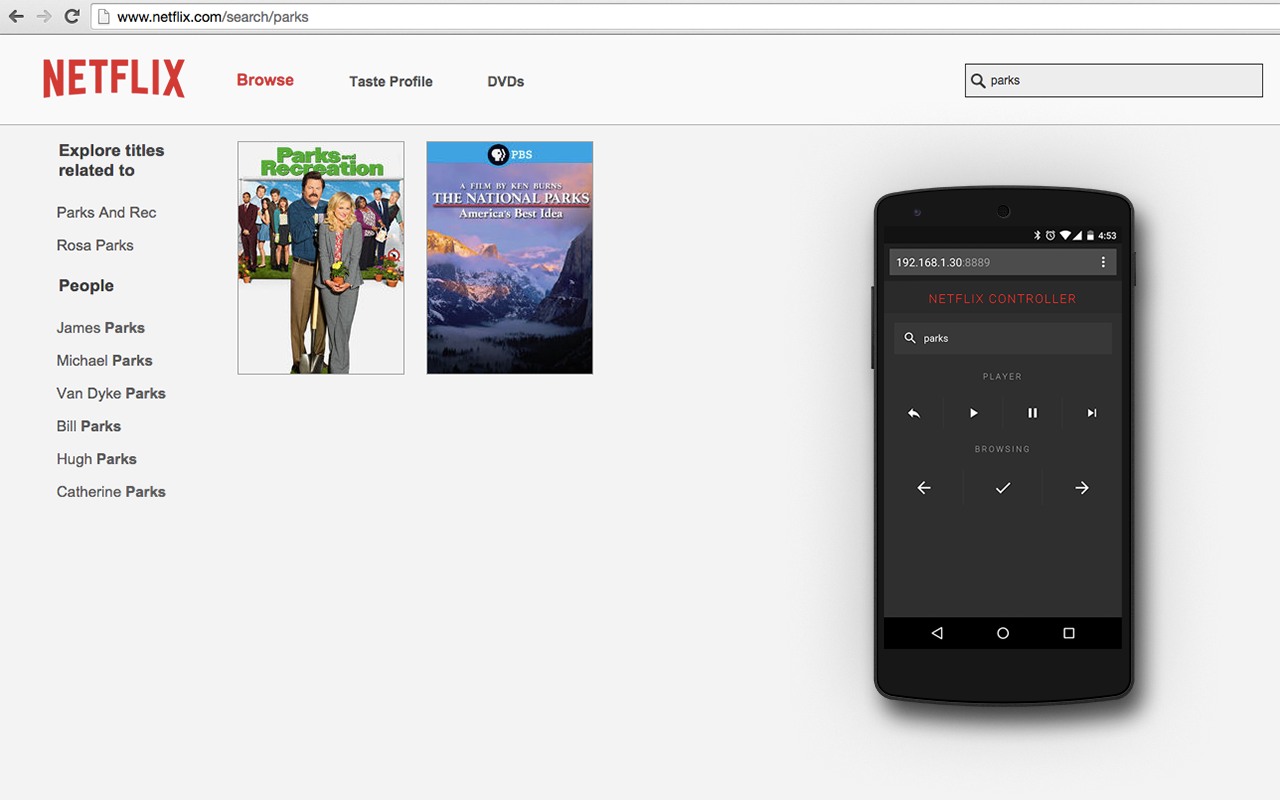 www.netflix.com/search/parks
NETFLIX
Browse
Taste Profile
DVDs
parks
Explore titles
related to
Parks And Rec
Rosa Parks
People
James Parks
Michael Parks
Van Dyke Parks
Bill Parks
Hugh Parks
Catherine Parks
Parks and
Recreation
PBS
A FILM BY KEN BURNS
THE NATIONAL PARKS
America's Best Idea
4:53
192.168.1.30:8889
NETFLIX CONTROLLER
parks
PLAYER
BROWSING